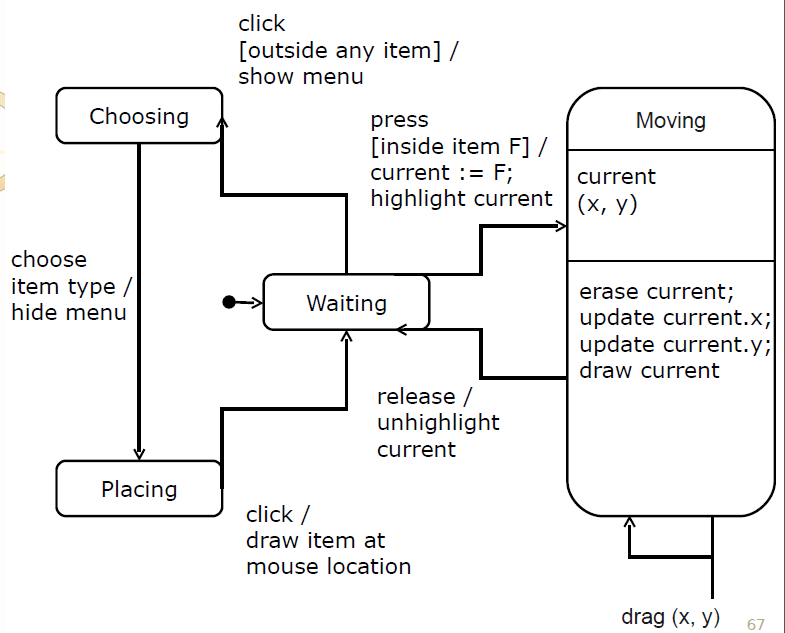 click
[outside any item] /
show menu
Choosing
press
[inside item F] /
current := F;
highlight current
Moving
current
(x, y)
choose
item type /
hide menu
Waiting
erase current;
update current.x;
update current.y;
draw current
release /
unhighlight
current
Placing
click /
draw item at
mouse location
drag (x, y)
67